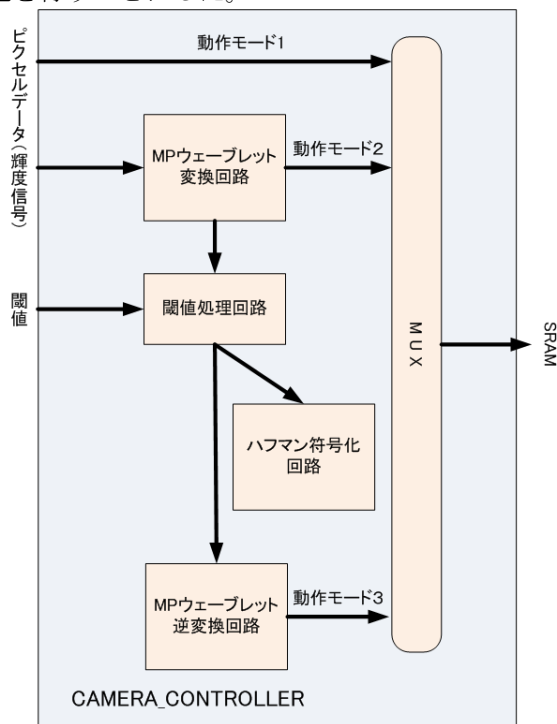 動作モード1
ピクセルデータ(輝度信号)
MPウェーブレット
変換回路
動作モード2
閾値
閾値処理回路
MUX
SRAM
ハフマン符号化
回路
MPウェーブレット
逆変換回路
動作モード3
CAMERA_CONTROLLER